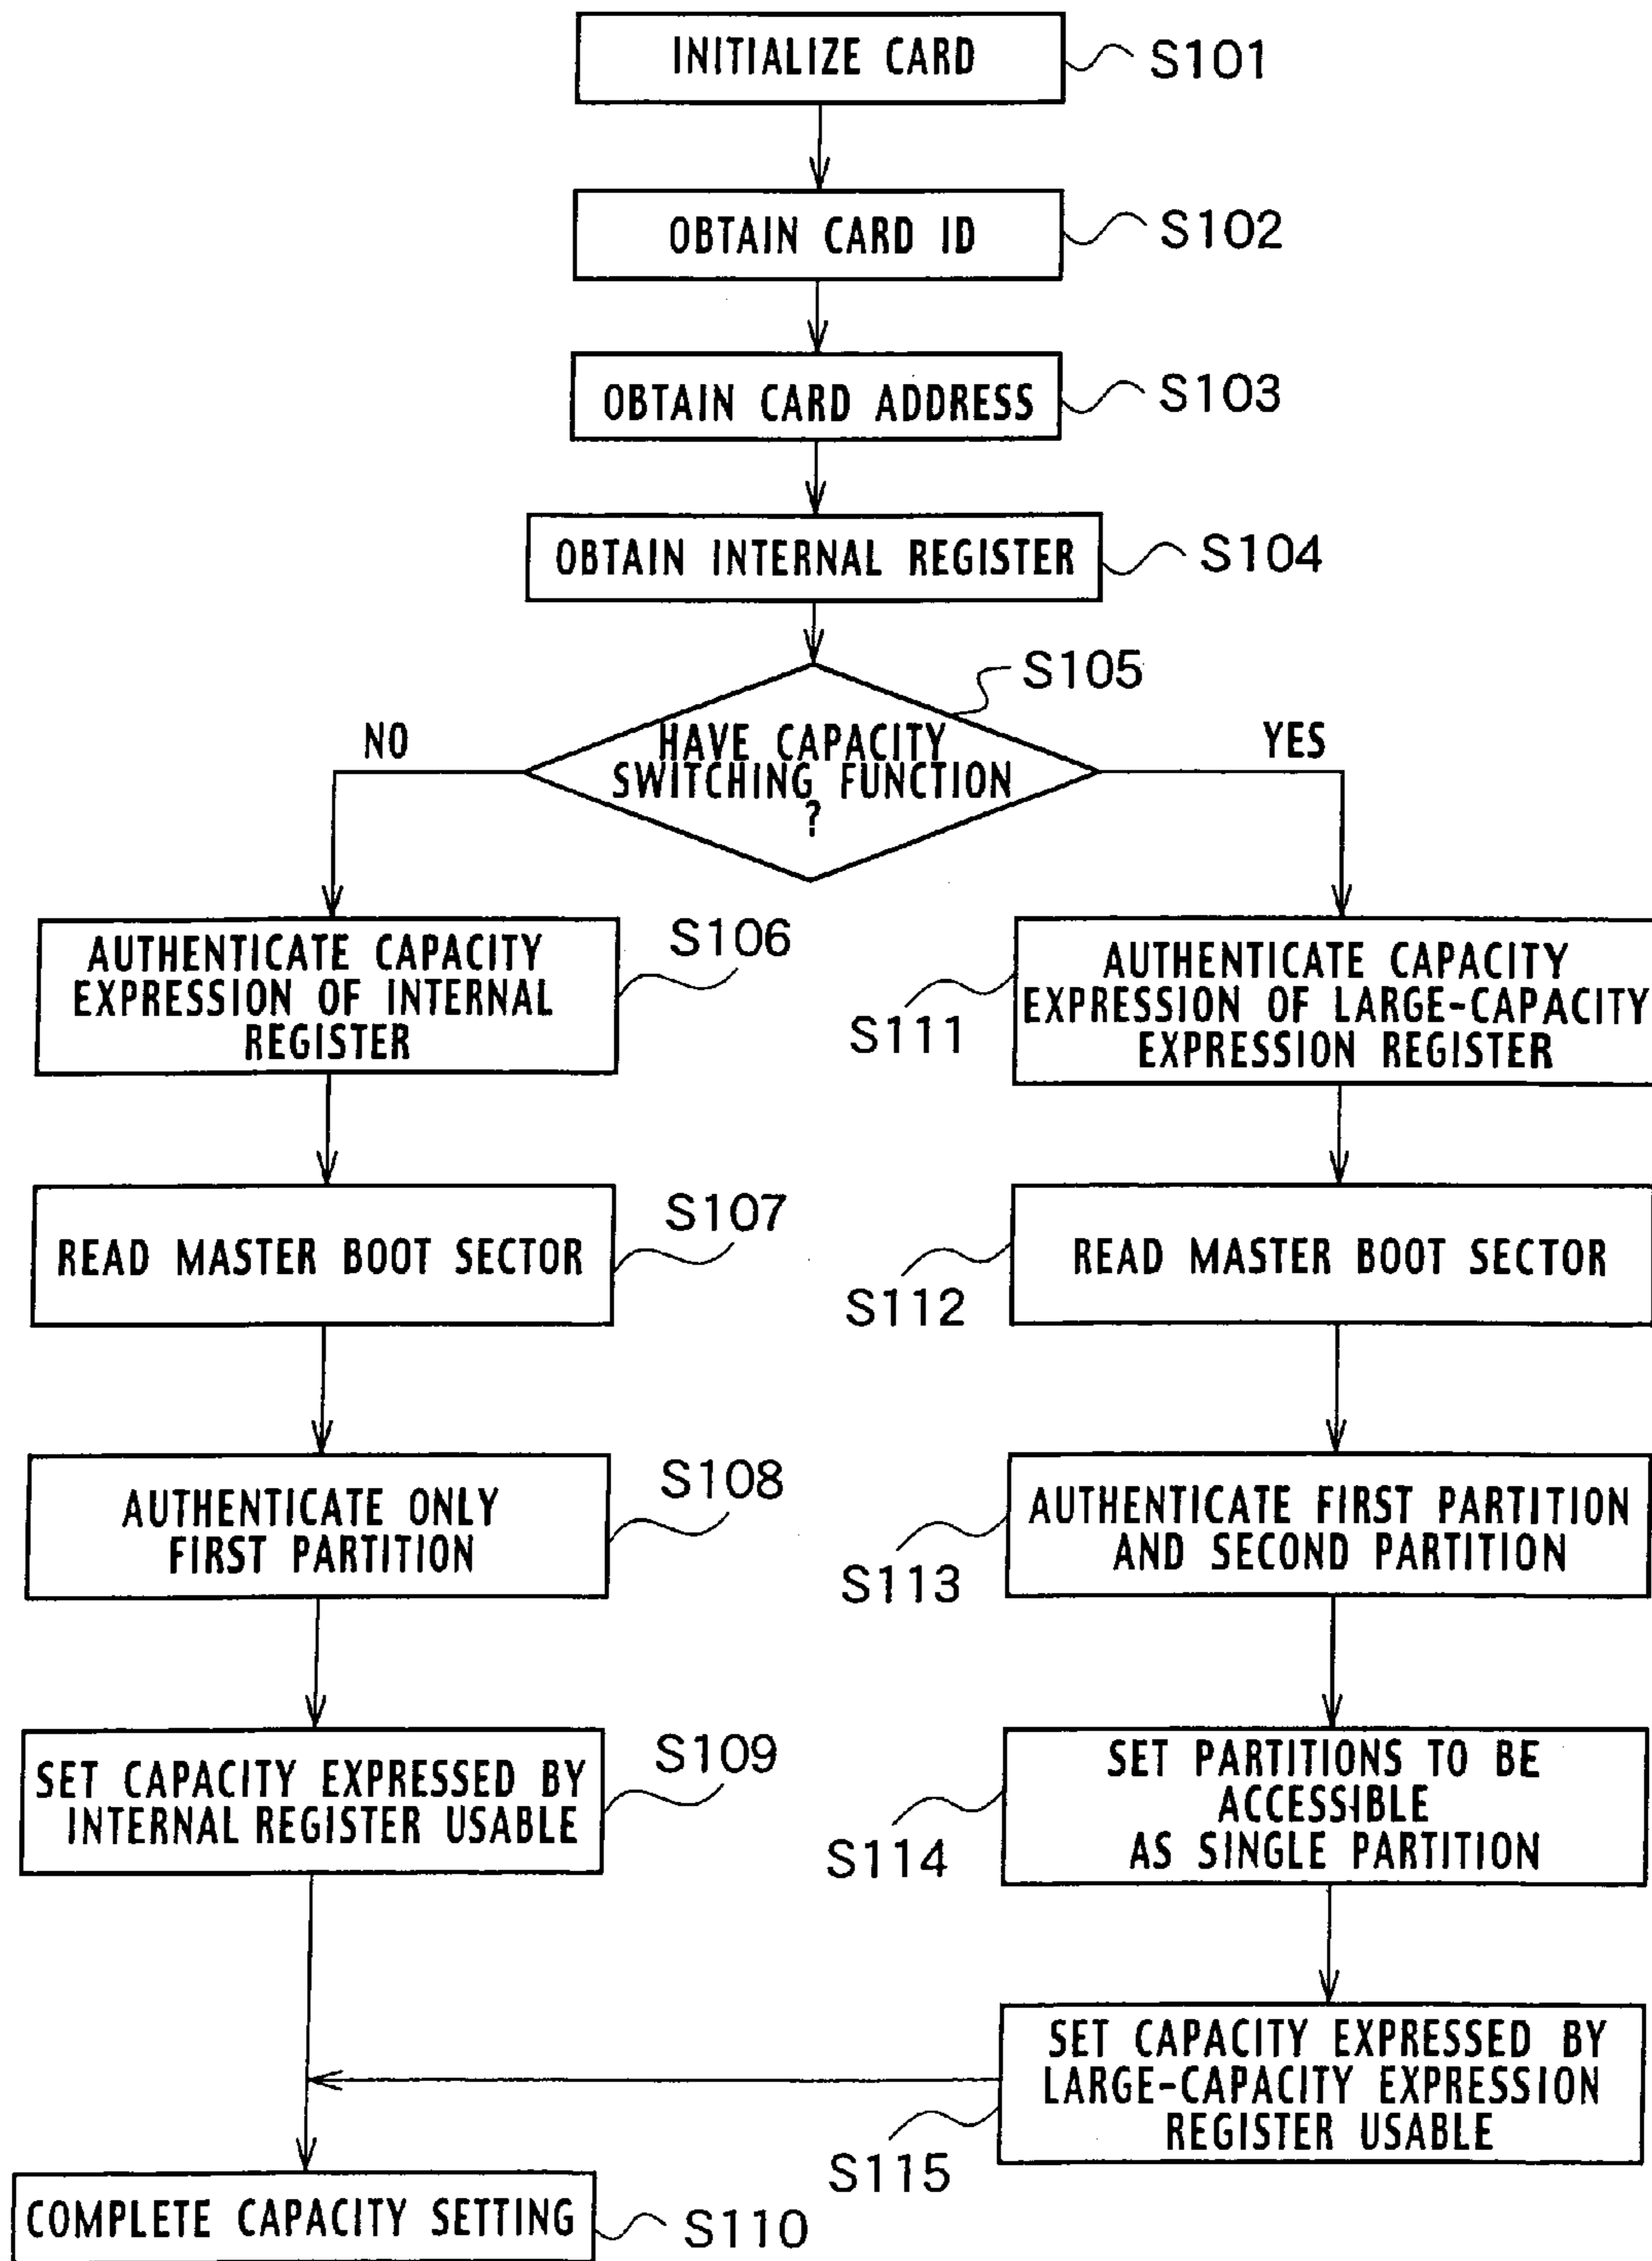 INITIALIZE CARD
S101
OBTAIN CARD ID
S102
OBTAIN CARD ADDRESS
S103
OBTAIN INTERNAL REGISTER
S104
S105
HAVE CAPACITY
SWITCHING FUNCTION
?
NO
YES
AUTHENTICATE CAPACITY
EXPRESSION OF INTERNAL
REGISTER
S106
AUTHENTICATE CAPACITY
EXPRESSION OF LARGE-CAPACITY
EXPRESSION REGISTER
S111
READ MASTER BOOT SECTOR
S107
READ MASTER BOOT SECTOR
S112
AUTHENTICATE ONLY
FIRST PARTITION
S108
AUTHENTICATE FIRST PARTITION
AND SECOND PARTITION
S113
SET CAPACITY EXPRESSED BY
INTERNAL REGISTER USABLE
S109
SET PARTITIONS TO BE
ACCESSIBLE
AS SINGLE PARTITION
S114
SET CAPACITY EXPRESSED BY
LARGE-CAPACITY EXPRESSION
REGISTER USABLE
S115
COMPLETE CAPACITY SETTING
S110